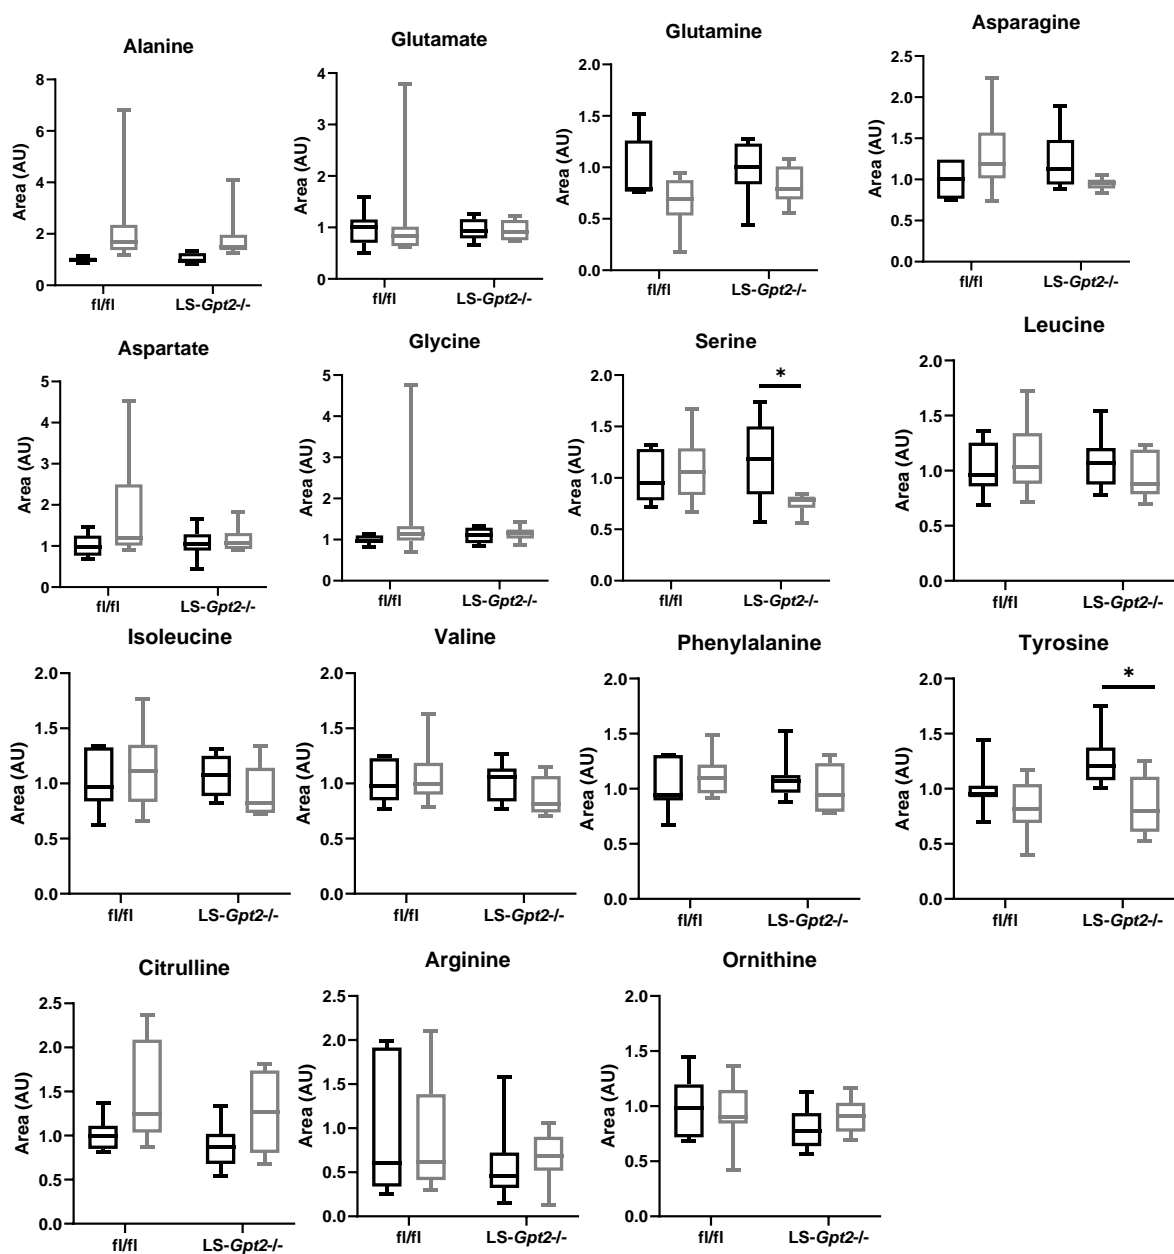 Alanine
8
6
4
2
0
Area (AU)
fl/fl
LS-Gpt2-/-
Glutamate
4
3
2
1
0
Area (AU)
fl/fl
LS-Gpt2-/-
Glutamine
2.0
1.5
1.0
0.5
0.0
Area (AU)
fl/fl
LS-Gpt2-/-
Asparagine
2.5
2.0
1.5
1.0
0.5
0.0
Area (AU)
fl/fl
LS-Gpt2-/-
Aspartate
5
4
3
2
1
0
Area (AU)
fl/fl
LS-Gpt2-/-
Glycine
5
4
3
2
1
0
Area (AU)
fl/fl
LS-Gpt2-/-
Serine
*
2.0
1.5
1.0
0.5
0.0
Area (AU)
fl/fl
LS-Gpt2-/-
Leucine
2.0
1.5
1.0
0.5
0.0
Area (AU)
fl/fl
LS-Gpt2-/-
Isoleucine
2.0
1.5
1.0
0.5
0.0
Area (AU)
fl/fl
LS-Gpt2-/-
Valine
2.0
1.5
1.0
0.5
0.0
Area (AU)
fl/fl
LS-Gpt2-/-
Phenylalanine
2.0
1.5
1.0
0.5
0.0
Area (AU)
fl/fl
LS-Gpt2-/-
Tyrosine
*
2.0
1.5
1.0
0.5
0.0
Area (AU)
fl/fl
LS-Gpt2-/-
Citrulline
2.5
2.0
1.5
1.0
0.5
0.0
Area (AU)
fl/fl
LS-Gpt2-/-
Arginine
2.5
2.0
1.5
1.0
0.5
0.0
Area (AU)
fl/fl
LS-Gpt2-/-
Ornithine
2.0
1.5
1.0
0.5
0.0
Area (AU)
fl/fl
LS-Gpt2-/-